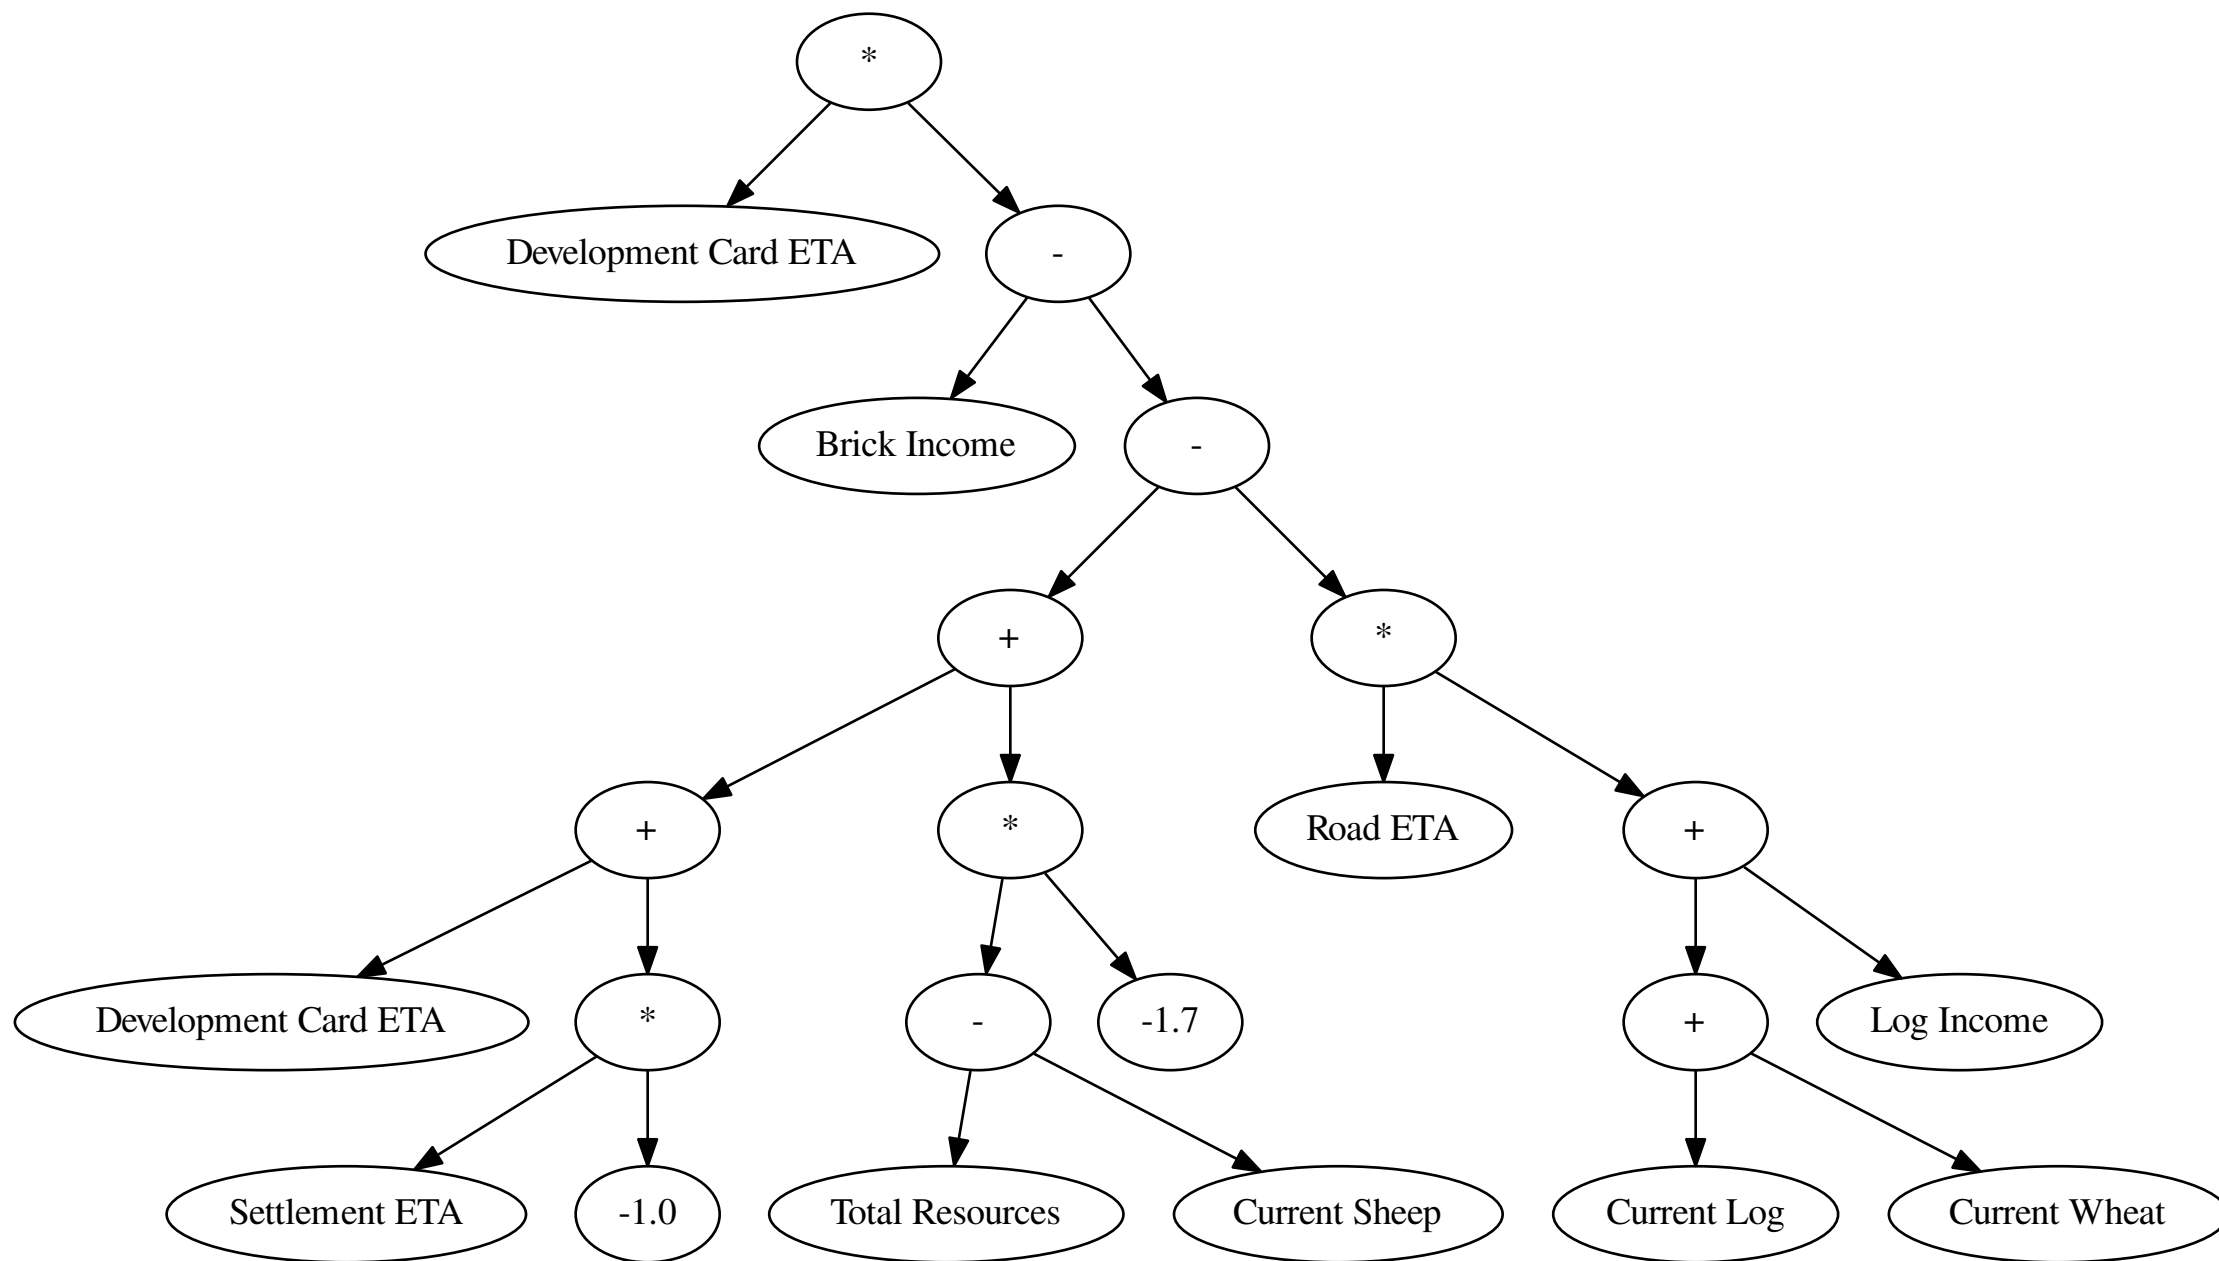 *
Development Card ETA
-
Brick Income
-
+
*
+
*
Road ETA
+
Development Card ETA
*
-
-1.7
+
Log Income
Settlement ETA
-1.0
Total Resources
Current Sheep
Current Log
Current Wheat